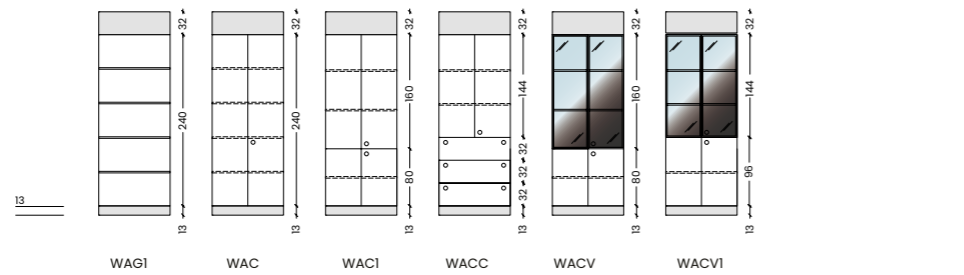 32 32 32 32 32 32
240 240 160 144 160 144
80 32 32 32 80 96
13
13 13 13 13 13 13
WAG1 WAC WAC1 WACC WACV WACV1